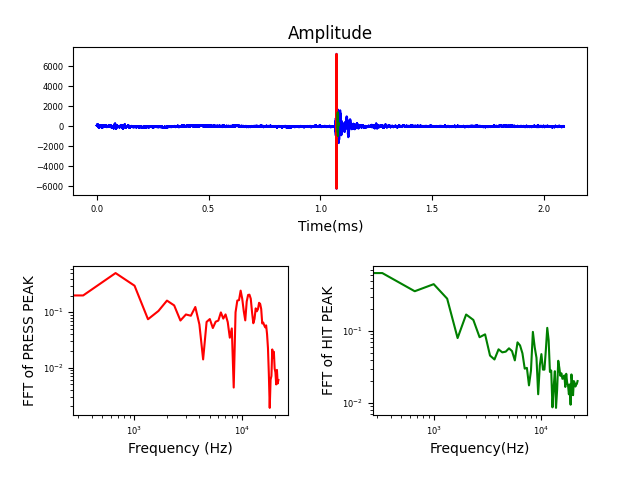 Amplitude
6000
4000
2000
0
−2000
−4000
−6000
0.0 0.5 1.0 1.5 2.0
Time(ms)
FFT of PRESS PEAK
10⁻¹
10⁻²
10³ 10⁴
Frequency (Hz)
FFT of HIT PEAK
10⁻¹
10⁻²
10³ 10⁴
Frequency(Hz)